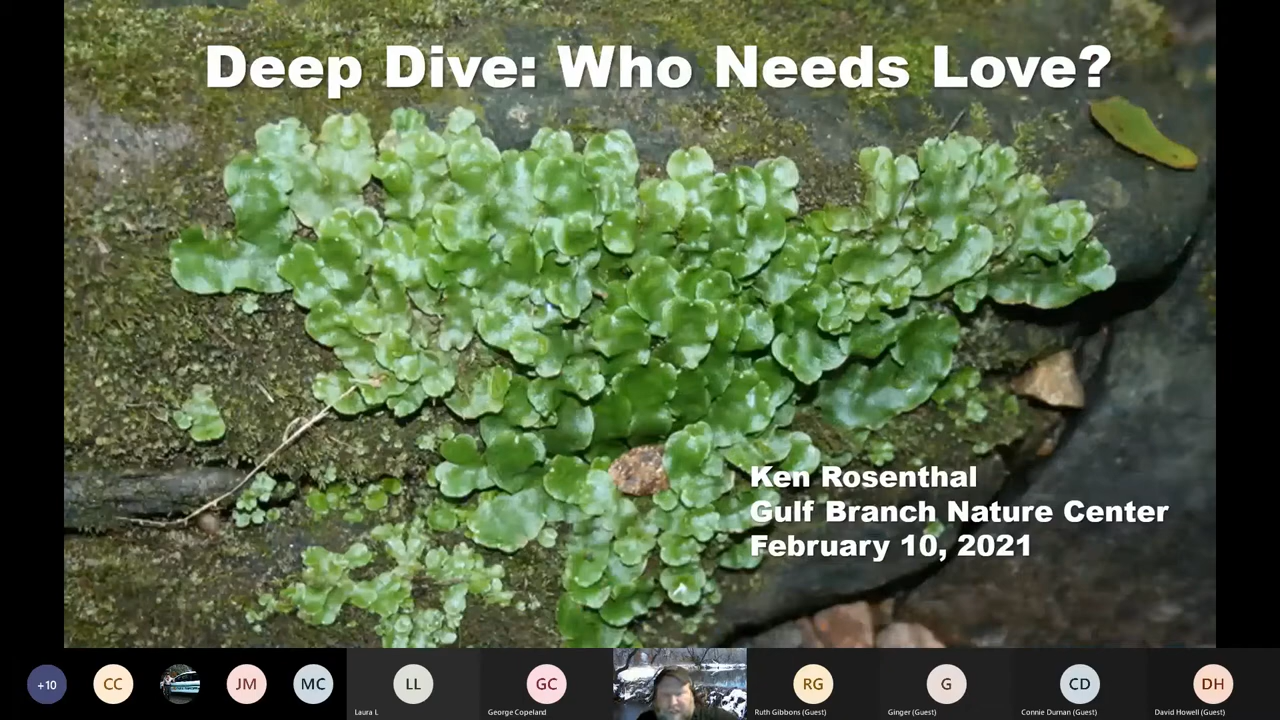 Deep Dive: Who Needs Love?
Ken Rosenthal
Gulf Branch Nature Center
February 10, 2021
+10
CC
JM
MC
LL
Laura L
GC
George Copeland
RG
Ruth Gibbons (Guest)
G
Ginger (Guest)
CD
Connie Durnan (Guest)
DH
David Howell (Guest)